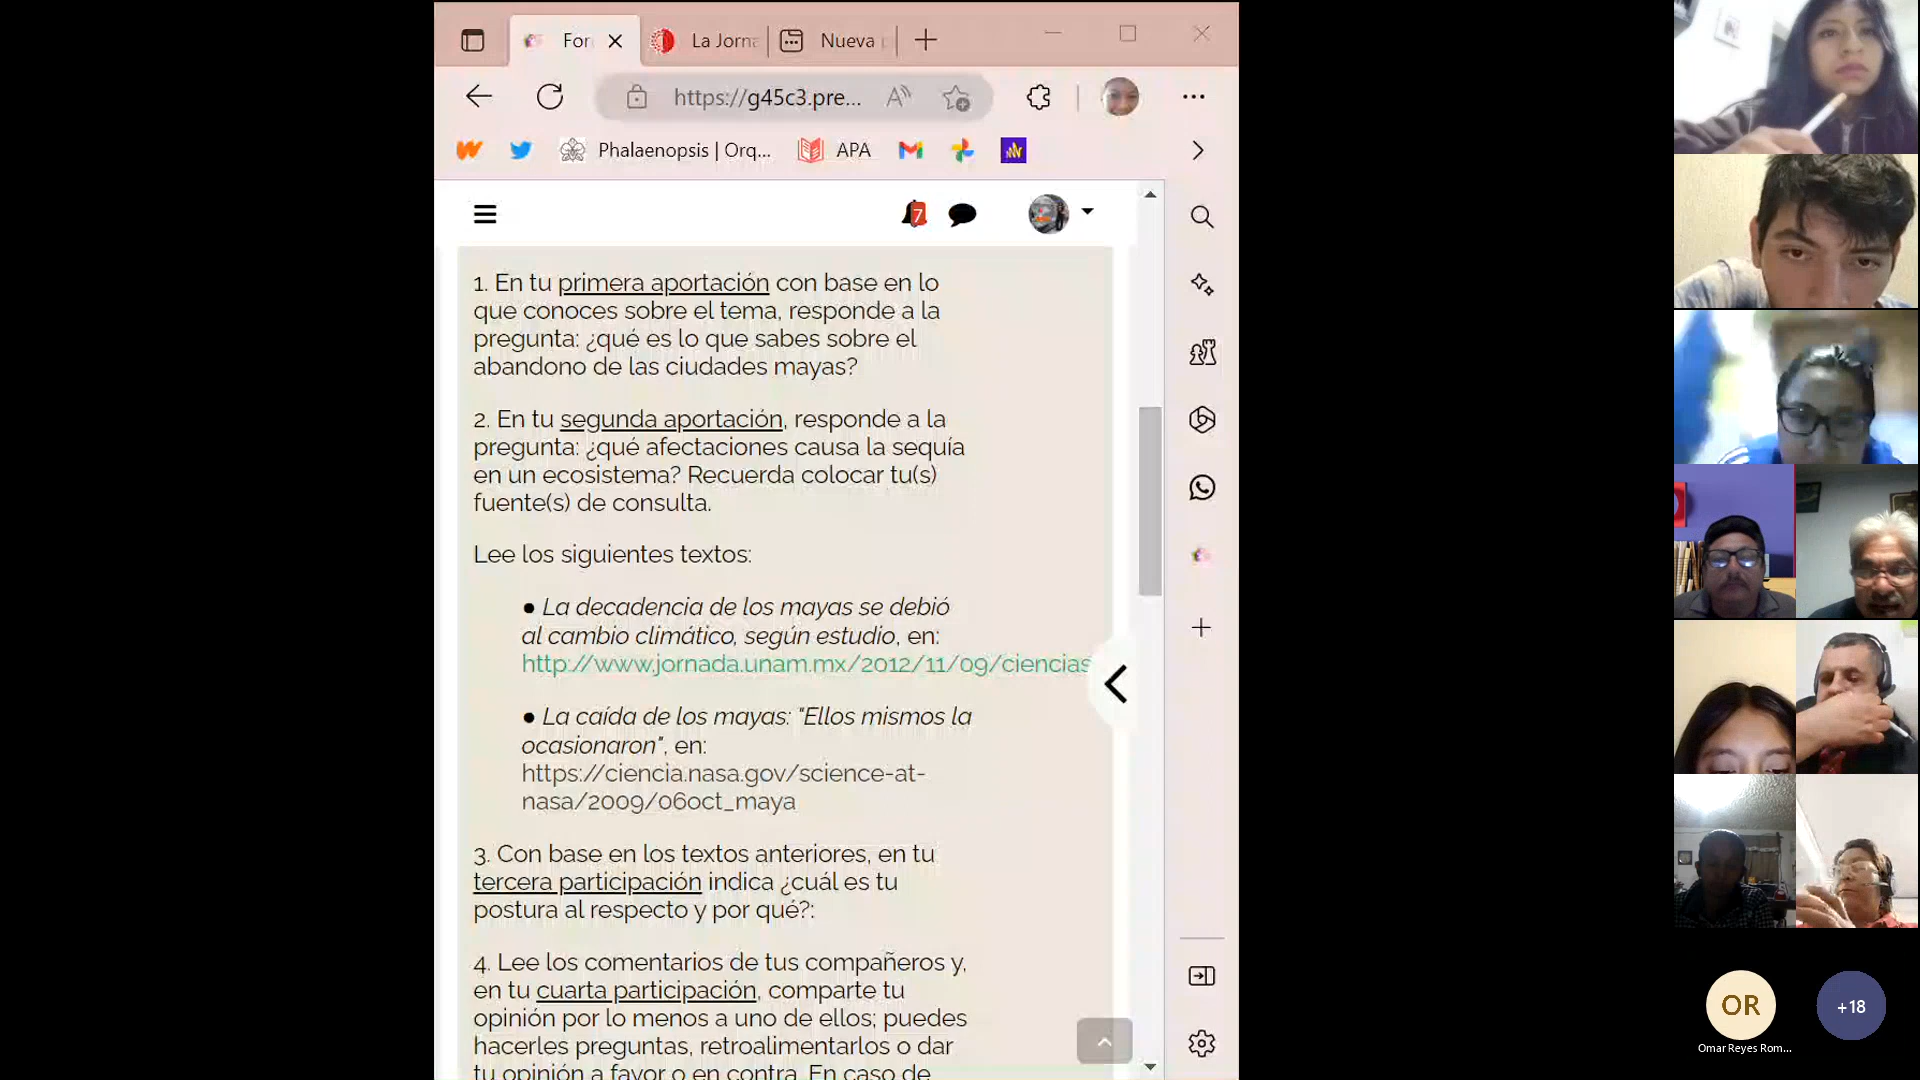 For
La Jorna
Nueva p
https://g45c3.pre...
Phalaenopsis | Orq...
APA
7
1. En tu primera aportación con base en lo
que conoces sobre el tema, responde a la
pregunta: ¿qué es lo que sabes sobre el
abandono de las ciudades mayas?
2. En tu segunda aportación, responde a la
pregunta: ¿qué afectaciones causa la sequía
en un ecosistema? Recuerda colocar tu(s)
fuente(s) de consulta.
Lee los siguientes textos:
● La decadencia de los mayas se debió
al cambio climático, según estudio, en:
http://www.jornada.unam.mx/2012/11/09/ciencias
● La caída de los mayas: "Ellos mismos la
ocasionaron", en:
https://ciencia.nasa.gov/science-at-
nasa/2009/06oct_maya
3. Con base en los textos anteriores, en tu
tercera participación indica ¿cuál es tu
postura al respecto y por qué?:
4. Lee los comentarios de tus compañeros y,
en tu cuarta participación, comparte tu
opinión por lo menos a uno de ellos; puedes
hacerles preguntas, retroalimentarlos o dar
tu opinión a favor o en contra. En caso de
OR
+18
Omar Reyes Rom...